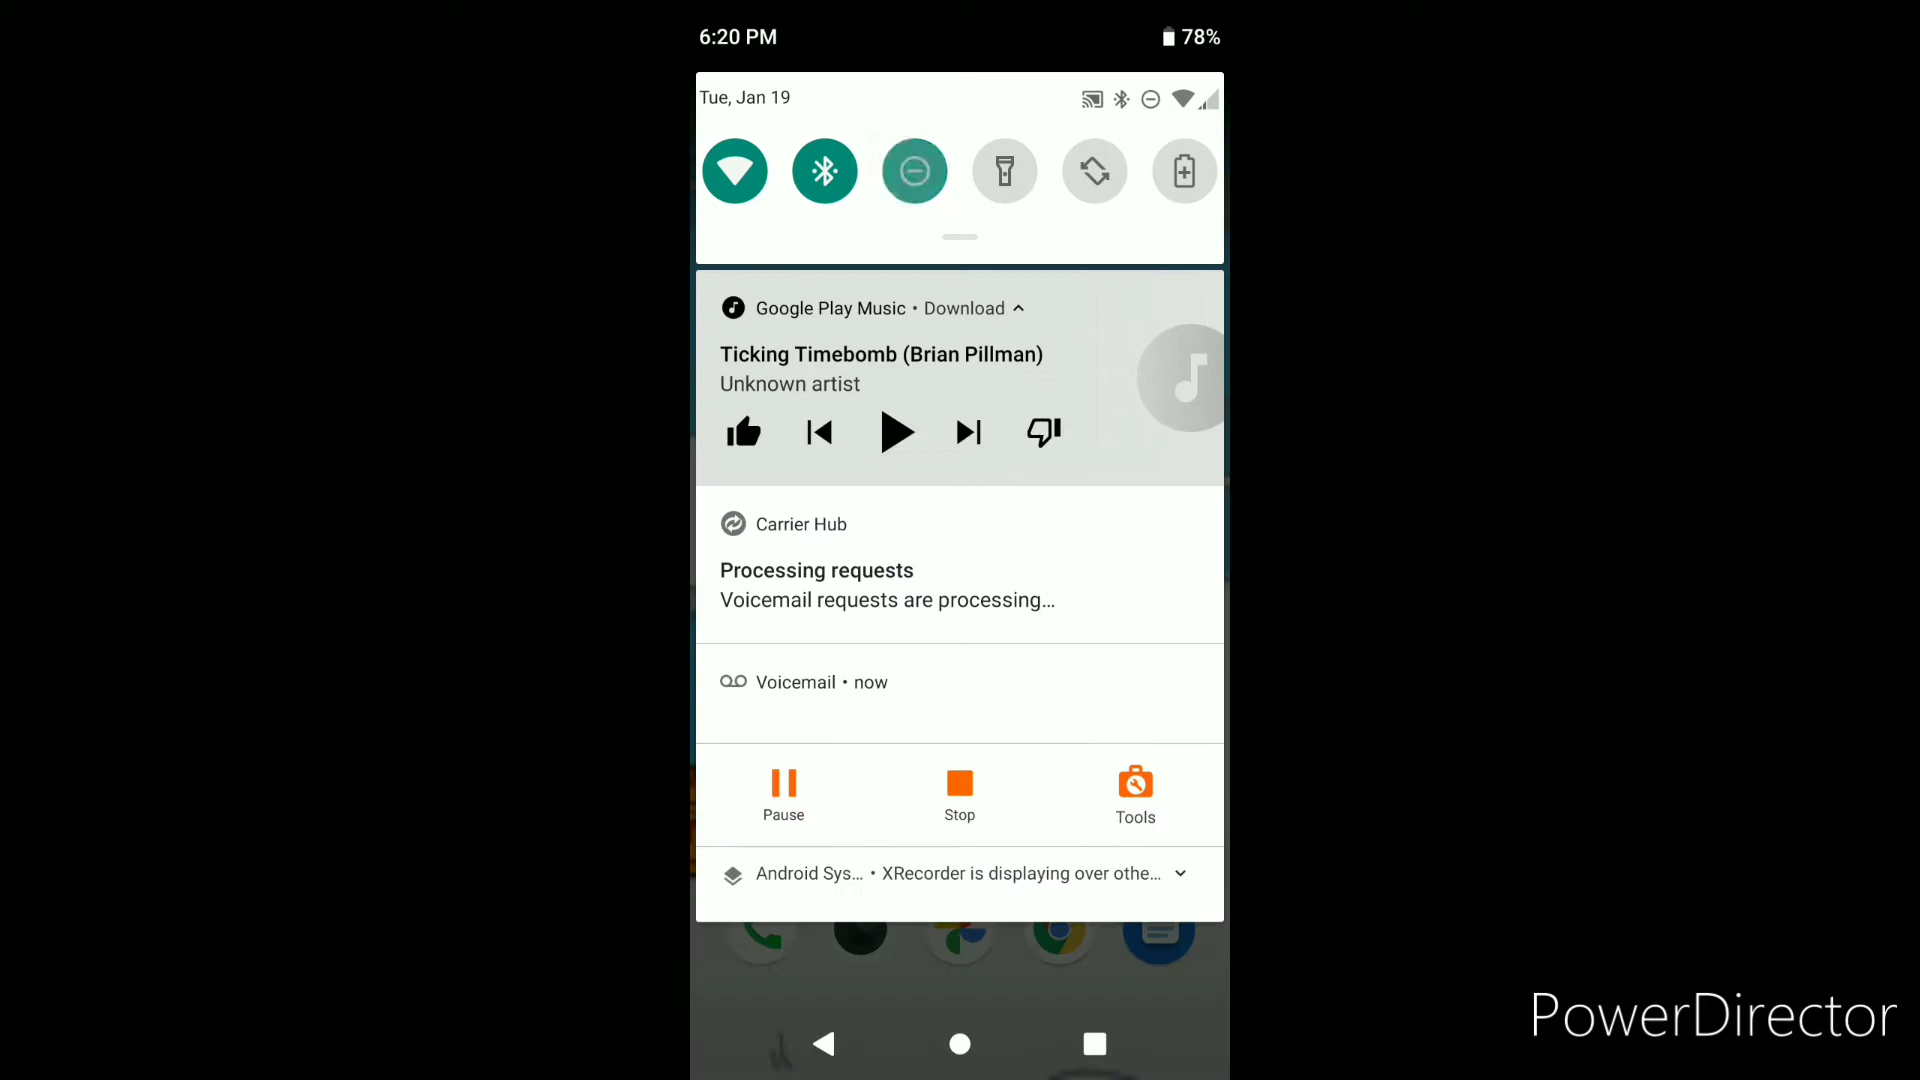 6:20 PM
78%
Tue, Jan 19
Google Play Music • Download
Ticking Timebomb (Brian Pillman)
Unknown artist
Carrier Hub
Processing requests
Voicemail requests are processing...
Voicemail • now
Pause
Stop
Tools
Android Sys... • XRecorder is displaying over othe...
PowerDirector